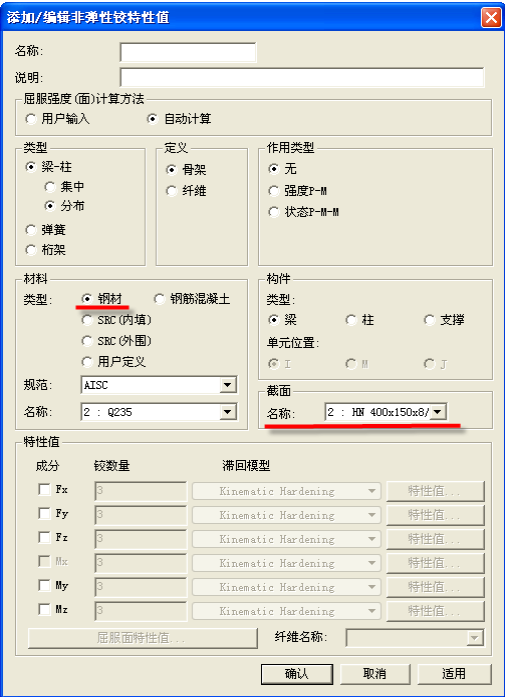 添加/编辑非弹性铰特性值
名称:
说明:
屈服强度(面)计算方法
用户输入 自动计算
类型
梁-柱
集中
分布
弹簧
桁架
定义
骨架
纤维
作用类型
无
强度P-M
状态P-M-M
材料
类型: 钢材 钢筋混凝土
SRC(内填)
SRC(外围)
用户定义
规范: AISC
名称: 2 : Q235
构件
类型:
梁 柱 支撑
单元位置:
I M J
截面
名称: 2 : HN 400x150x8/
特性值
成分 铰数量 滞回模型
Fx 3 Kinematic Hardening 特性值...
Fy 3 Kinematic Hardening 特性值...
Fz 3 Kinematic Hardening 特性值...
Mx 3 Kinematic Hardening 特性值...
My 3 Kinematic Hardening 特性值...
Mz 3 Kinematic Hardening 特性值...
屈服面特性值... 纤维名称:
确认 取消 适用